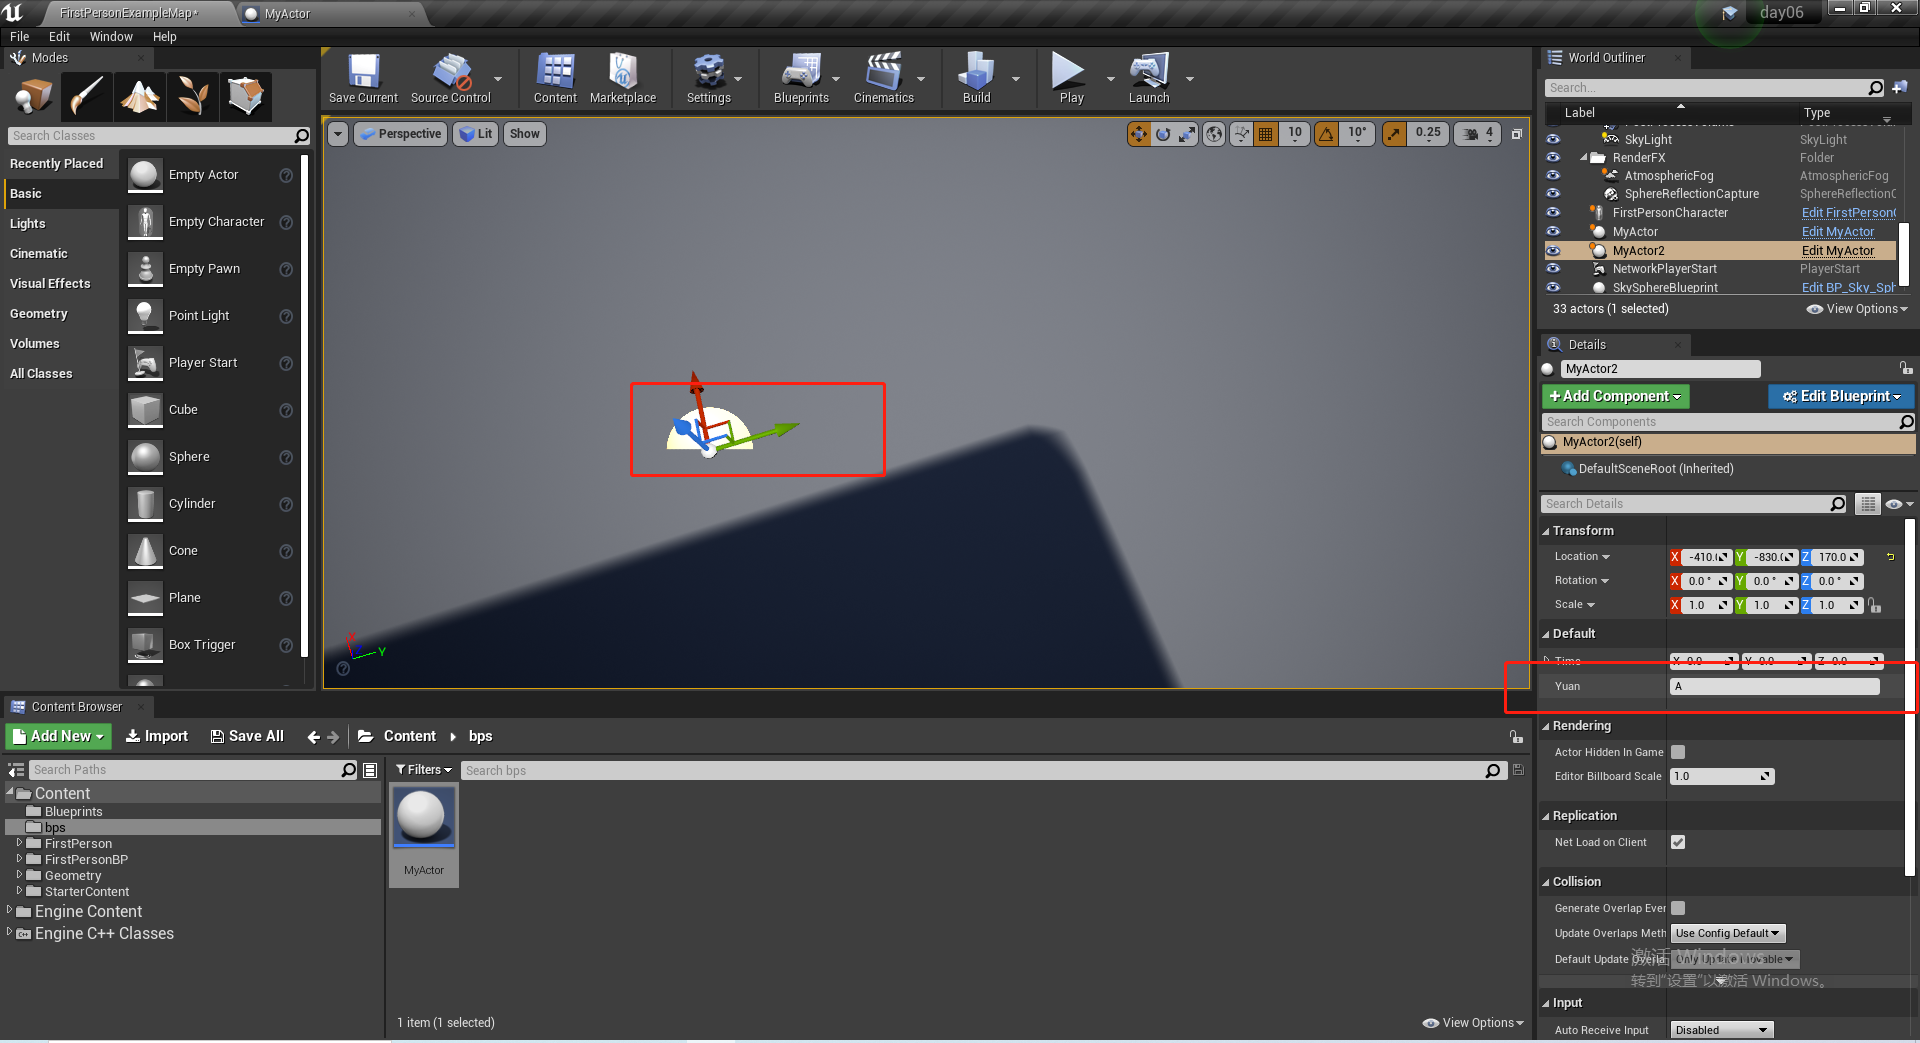 FirstPersonExampleMap*
MyActor
day06
File Edit Window Help
Modes
Search Classes
Recently Placed
Basic
Lights
Cinematic
Visual Effects
Geometry
Volumes
All Classes
Empty Actor
Empty Character
Empty Pawn
Point Light
Player Start
Cube
Sphere
Cylinder
Cone
Plane
Box Trigger
Save Current
Source Control
Content
Marketplace
Settings
Blueprints
Cinematics
Build
Play
Launch
Perspective
Lit
Show
10
10°
0.25
4
X
Y
World Outliner
Search...
Label Type
SkyLight SkyLight
RenderFX Folder
AtmosphericFog AtmosphericFog
SphereReflectionCapture SphereReflectionC
FirstPersonCharacter Edit FirstPersonC
MyActor Edit MyActor
MyActor2 Edit MyActor
NetworkPlayerStart PlayerStart
SkySphereBlueprint Edit BP_Sky_Sph
33 actors (1 selected)
View Options
Details
MyActor2
+Add Component
Edit Blueprint
Search Components
MyActor2(self)
DefaultSceneRoot (Inherited)
Search Details
Transform
Location X -410.0 Y -830.0 Z 170.0
Rotation X 0.0 ° Y 0.0 ° Z 0.0 °
Scale X 1.0 Y 1.0 Z 1.0
Default
Time X 0.0 Y 0.0 Z 0.0
Yuan A
Rendering
Actor Hidden In Game
Editor Billboard Scale 1.0
Replication
Net Load on Client
Collision
Generate Overlap Ever
Update Overlaps Meth Use Config Default
Default Update Overla Only Update Movable
激活 Windows
转到"设置"以激活 Windows。
Input
Auto Receive Input Disabled
Content Browser
Add New
Import
Save All
Content
bps
Search Paths
Filters
Search bps
Content
Blueprints
bps
FirstPerson
FirstPersonBP
Geometry
StarterContent
Engine Content
Engine C++ Classes
MyActor
1 item (1 selected)
View Options